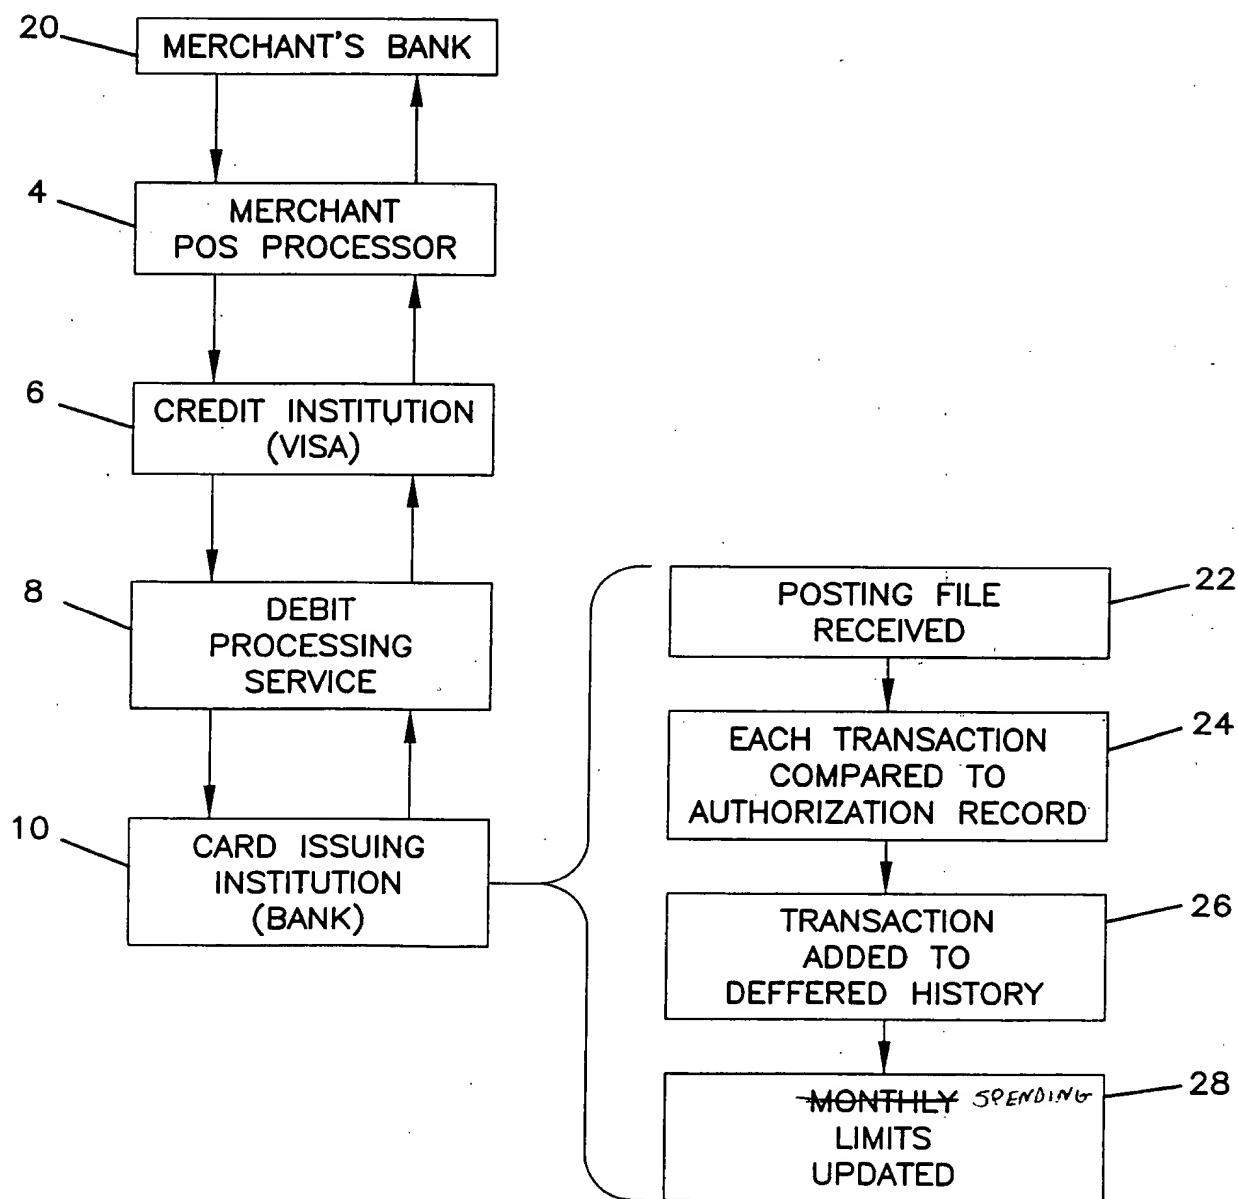 20
MERCHANT'S BANK
4
MERCHANT
POS PROCESSOR
6
CREDIT INSTITUTION
(VISA)
8
DEBIT
PROCESSING
SERVICE
10
CARD ISSUING
INSTITUTION
(BANK)
POSTING FILE
RECEIVED
22
EACH TRANSACTION
COMPARED TO
AUTHORIZATION RECORD
24
TRANSACTION
ADDED TO
DEFFERED HISTORY
26
MONTHLY SPENDING
LIMITS
UPDATED
28